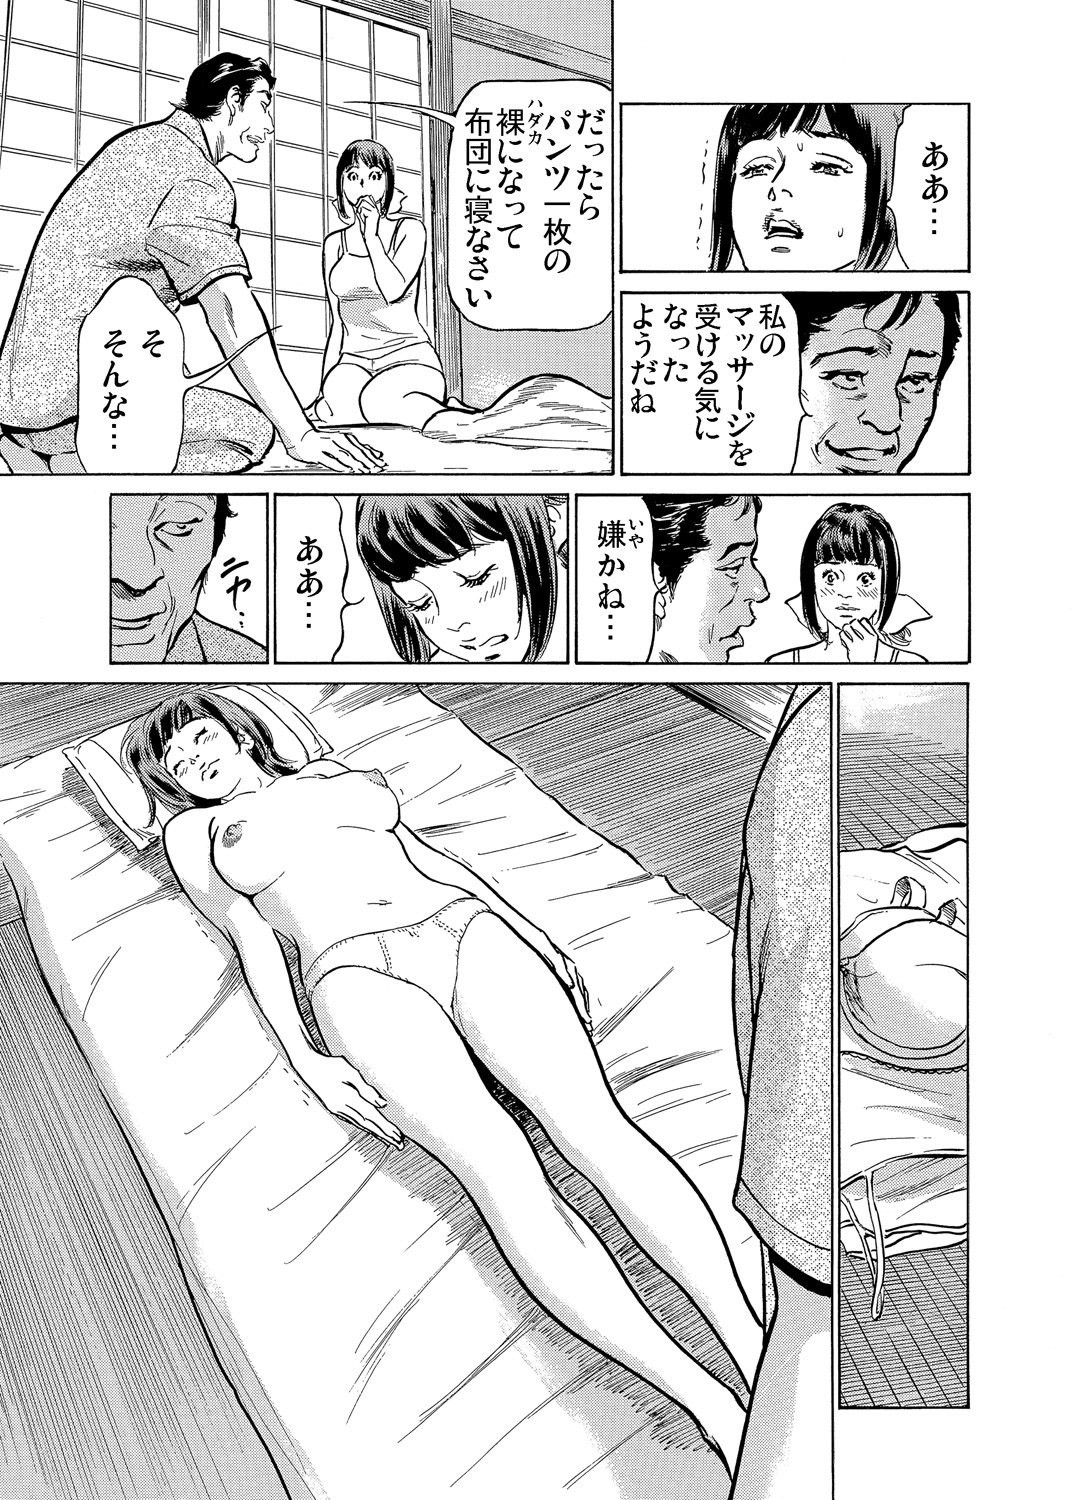 ああ…
私の
マッサージを
受ける気に
なった
ようだね
だったら
パンツ一枚の
裸になって
ハダカ
布団に寝なさい
そ
そんな…
嫌かね…
いや
ああ…
ニヤ…